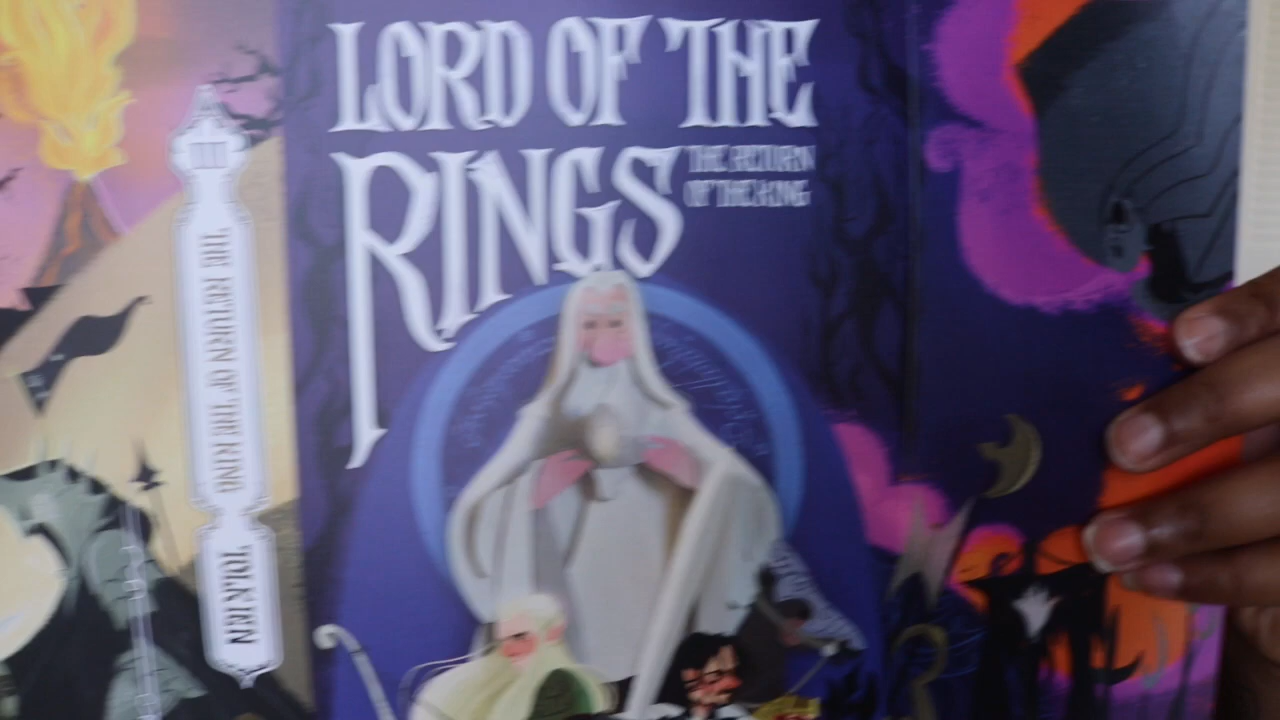 LORD OF THE
RINGS
THE RETURN
OF THE KING
THE RETURN OF THE KING
TOLKIEN